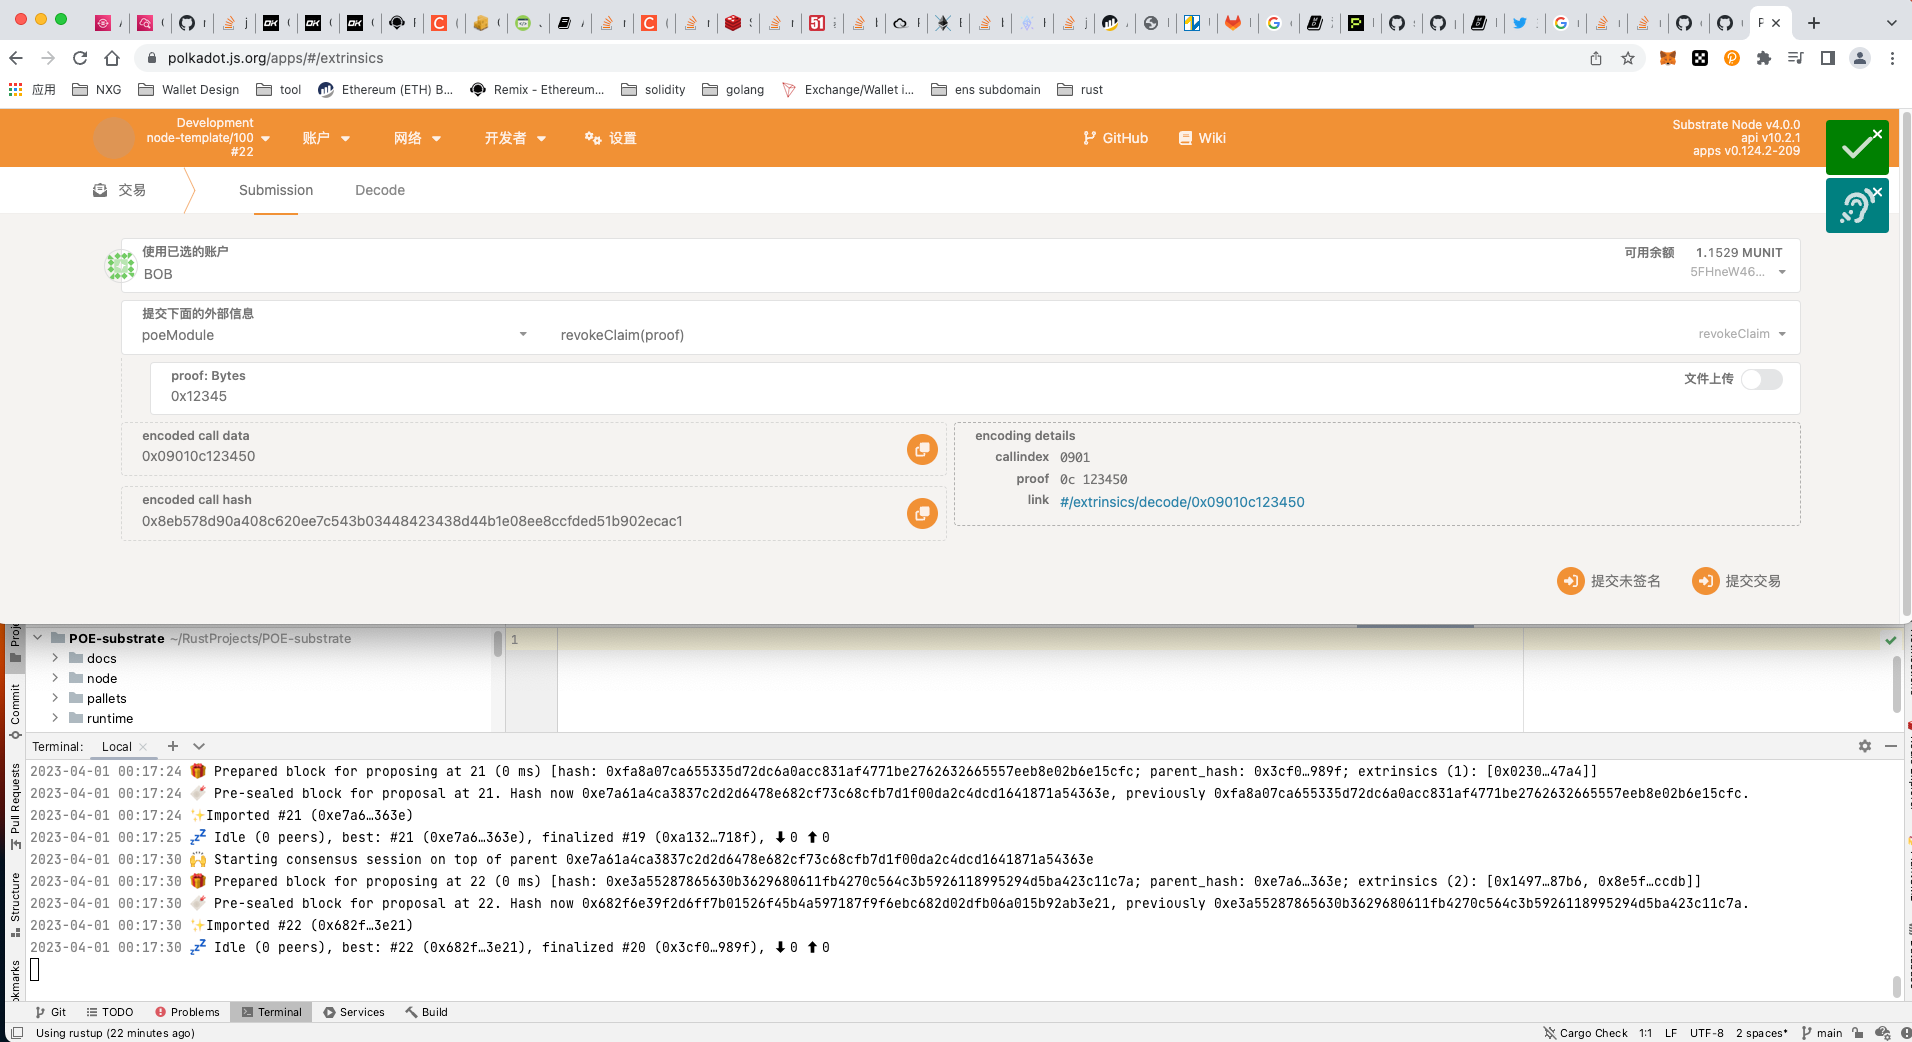 polkadot.js.org/apps/#/extrinsics
应用
NXG
Wallet Design
tool
Ethereum (ETH) B...
Remix - Ethereum...
solidity
golang
Exchange/Wallet i...
ens subdomain
rust
Development
node-template/100
#22
账户
网络
开发者
设置
GitHub
Wiki
Substrate Node v4.0.0
api v10.2.1
apps v0.124.2-209
交易
Submission
Decode
使用已选的账户
BOB
可用余额 1.1529 MUNIT
5FHneW46...
提交下面的外部信息
poeModule
revokeClaim(proof)
revokeClaim
proof: Bytes
0x12345
文件上传
encoded call data
0x09010c123450
encoded call hash
0x8eb578d90a408c620ee7c543b03448423438d44b1e08ee8ccfded51b902ecac1
encoding details
callindex 0901
proof 0c 123450
link #/extrinsics/decode/0x09010c123450
提交未签名
提交交易
POE-substrate ~/RustProjects/POE-substrate
docs
node
pallets
runtime
1
Commit
Pull Requests
Structure
Terminal: Local
2023-04-01 00:17:24 🎁 Prepared block for proposing at 21 (0 ms) [hash: 0xfa8a07ca655335d72dc6a0acc831af4771be2762632665557eeb8e02b6e15cfc; parent_hash: 0x3cf0…989f; extrinsics (1): [0x0230…47a4]]
2023-04-01 00:17:24 🔖 Pre-sealed block for proposal at 21. Hash now 0xe7a61a4ca3837c2d2d6478e682cf73c68cfb7d1f00da2c4dcd1641871a54363e, previously 0xfa8a07ca655335d72dc6a0acc831af4771be2762632665557eeb8e02b6e15cfc.
2023-04-01 00:17:24 ✨ Imported #21 (0xe7a6…363e)
2023-04-01 00:17:25 💤 Idle (0 peers), best: #21 (0xe7a6…363e), finalized #19 (0xa132…718f), ⬇ 0 ⬆ 0
2023-04-01 00:17:30 🙌 Starting consensus session on top of parent 0xe7a61a4ca3837c2d2d6478e682cf73c68cfb7d1f00da2c4dcd1641871a54363e
2023-04-01 00:17:30 🎁 Prepared block for proposing at 22 (0 ms) [hash: 0xe3a55287865630b3629680611fb4270c564c3b5926118995294d5ba423c11c7a; parent_hash: 0xe7a6…363e; extrinsics (2): [0x1497…87b6, 0x8e5f…ccdb]]
2023-04-01 00:17:30 🔖 Pre-sealed block for proposal at 22. Hash now 0x682f6e39f2d6ff7b01526f45b4a597187f9f6ebc682d02dfb06a015b92ab3e21, previously 0xe3a55287865630b3629680611fb4270c564c3b5926118995294d5ba423c11c7a.
2023-04-01 00:17:30 ✨ Imported #22 (0x682f…3e21)
2023-04-01 00:17:30 💤 Idle (0 peers), best: #22 (0x682f…3e21), finalized #20 (0x3cf0…989f), ⬇ 0 ⬆ 0
Git
TODO
Problems
Terminal
Services
Build
Using rustup (22 minutes ago)
Cargo Check
1:1
LF
UTF-8
2 spaces*
main